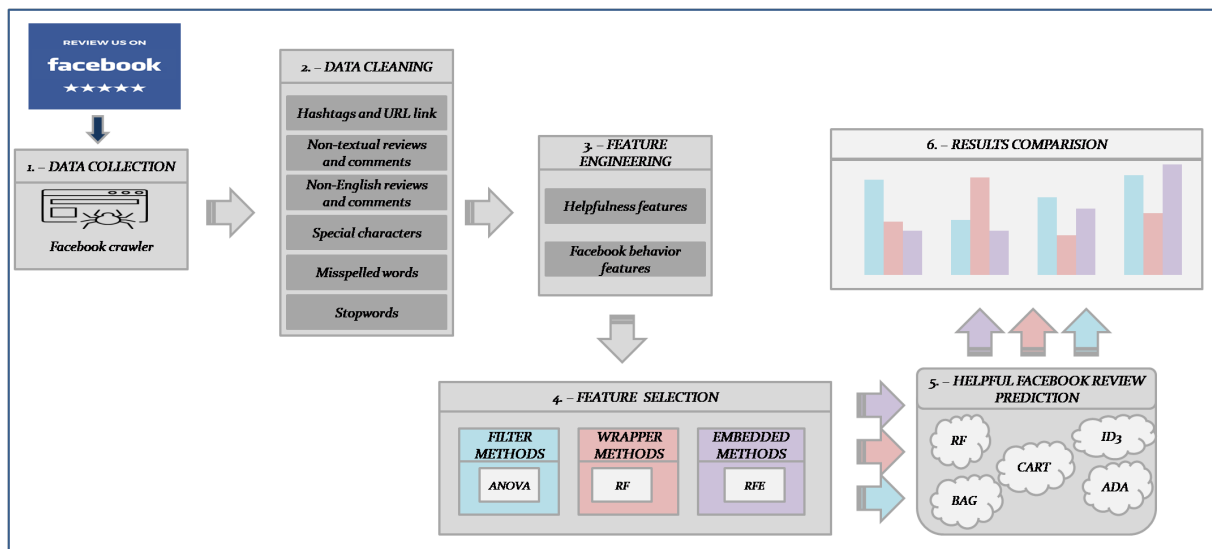 REVIEW US ON
facebook
1. – DATA COLLECTION
Facebook crawler
2. – DATA CLEANING
Hashtags and URL link
Non-textual reviews
and comments
Non-English reviews
and comments
Special characters
Misspelled words
Stopwords
3. – FEATURE
ENGINEERING
Helpfulness features
Facebook behavior
features
4. – FEATURE SELECTION
FILTER
METHODS
ANOVA
WRAPPER
METHODS
RF
EMBEDDED
METHODS
RFE
5. – HELPFUL FACEBOOK REVIEW
PREDICTION
RF
ID3
CART
BAG
ADA
6. – RESULTS COMPARISION